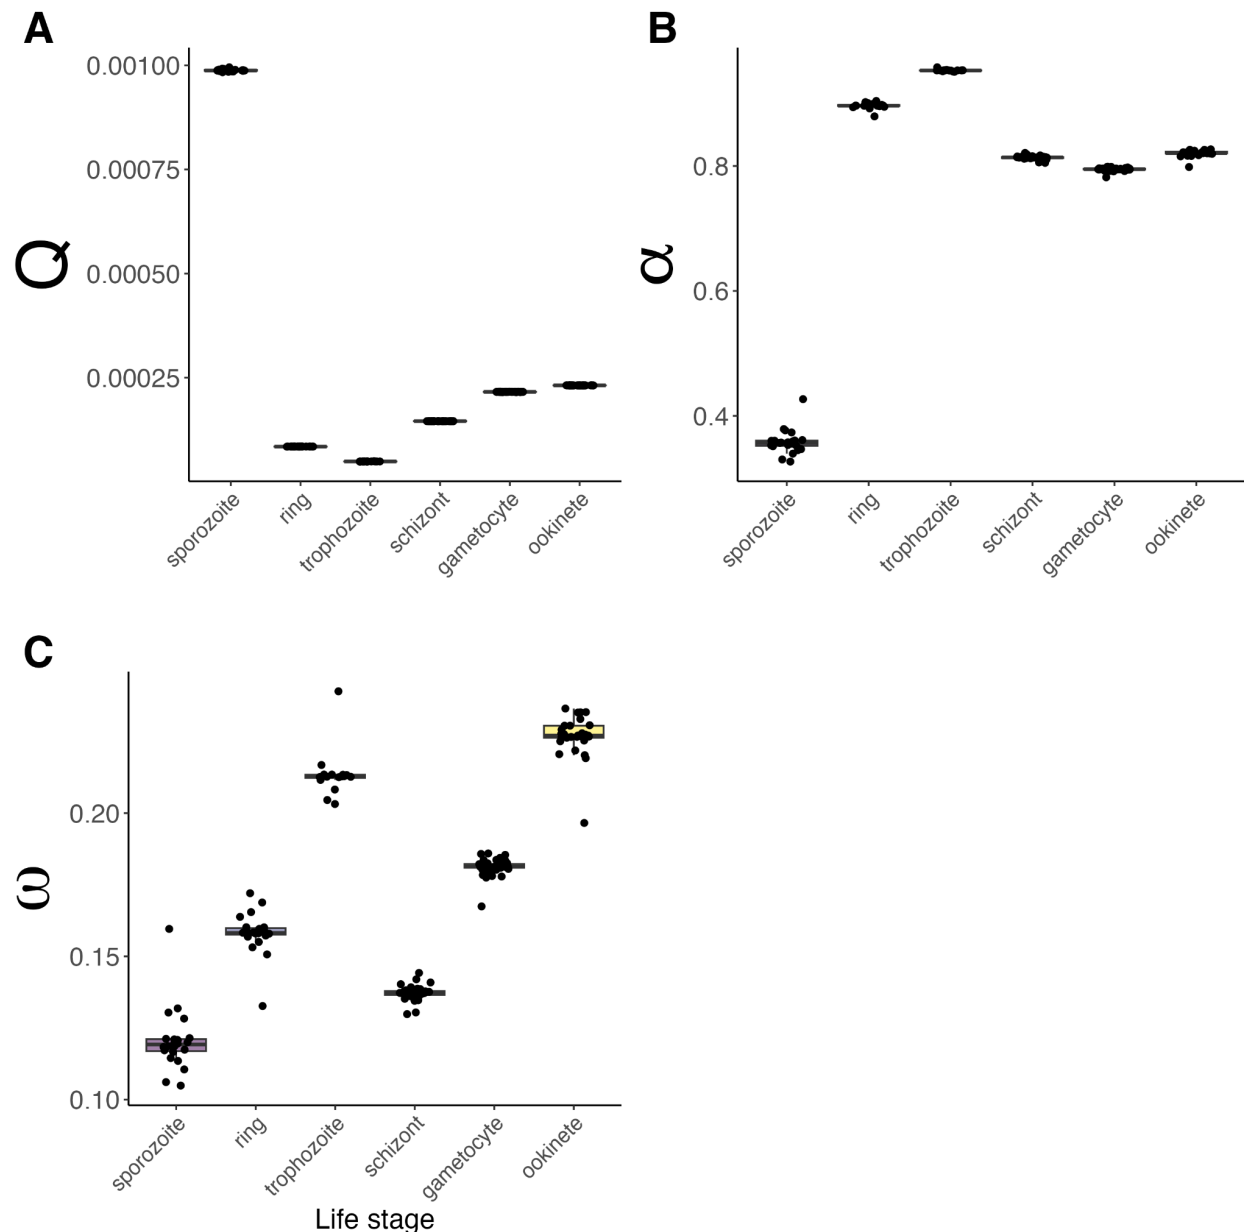 A
Q
0.00100
0.00075
0.00050
0.00025
sporozoite
ring
trophozoite
schizont
gametocyte
ookinete
B
α
0.8
0.6
0.4
sporozoite
ring
trophozoite
schizont
gametocyte
ookinete
C
ω
0.20
0.15
0.10
sporozoite
ring
trophozoite
schizont
gametocyte
ookinete
Life stage